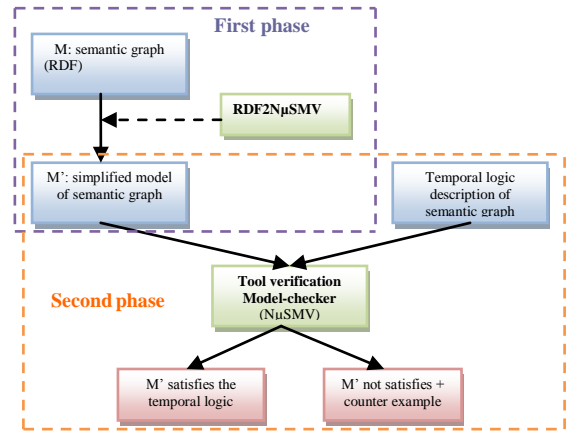 First phase
M: semantic graph
(RDF)
RDF2NµSMV
M': simplified model
of semantic graph
Temporal logic
description of
semantic graph
Tool verification
Model-checker
(NµSMV)
Second phase
M' satisfies the
temporal logic
M' not satisfies +
counter example